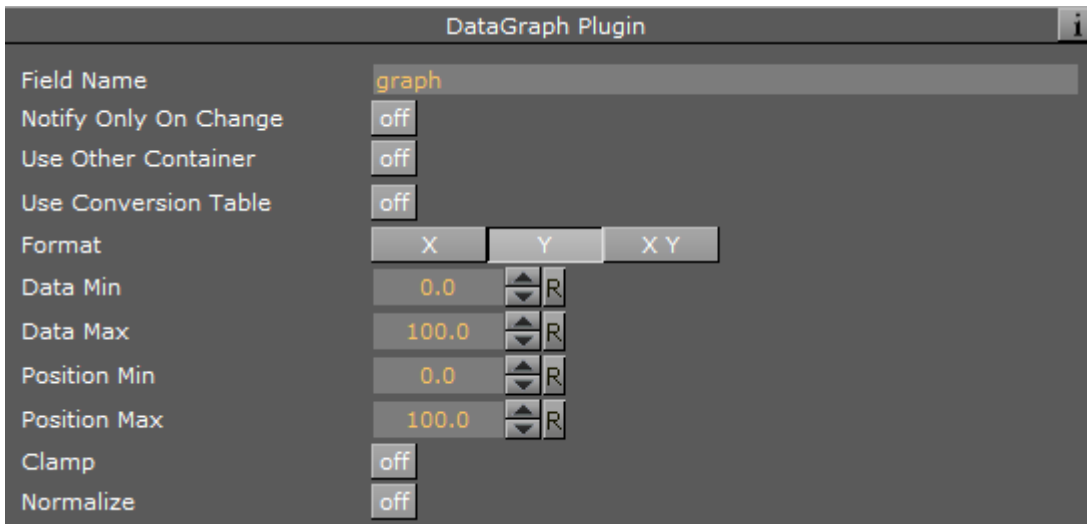 DataGraph Plugin i
Field Name graph
Notify Only On Change off
Use Other Container off
Use Conversion Table off
Format X Y X Y
Data Min 0.0 R
Data Max 100.0 R
Position Min 0.0 R
Position Max 100.0 R
Clamp off
Normalize off